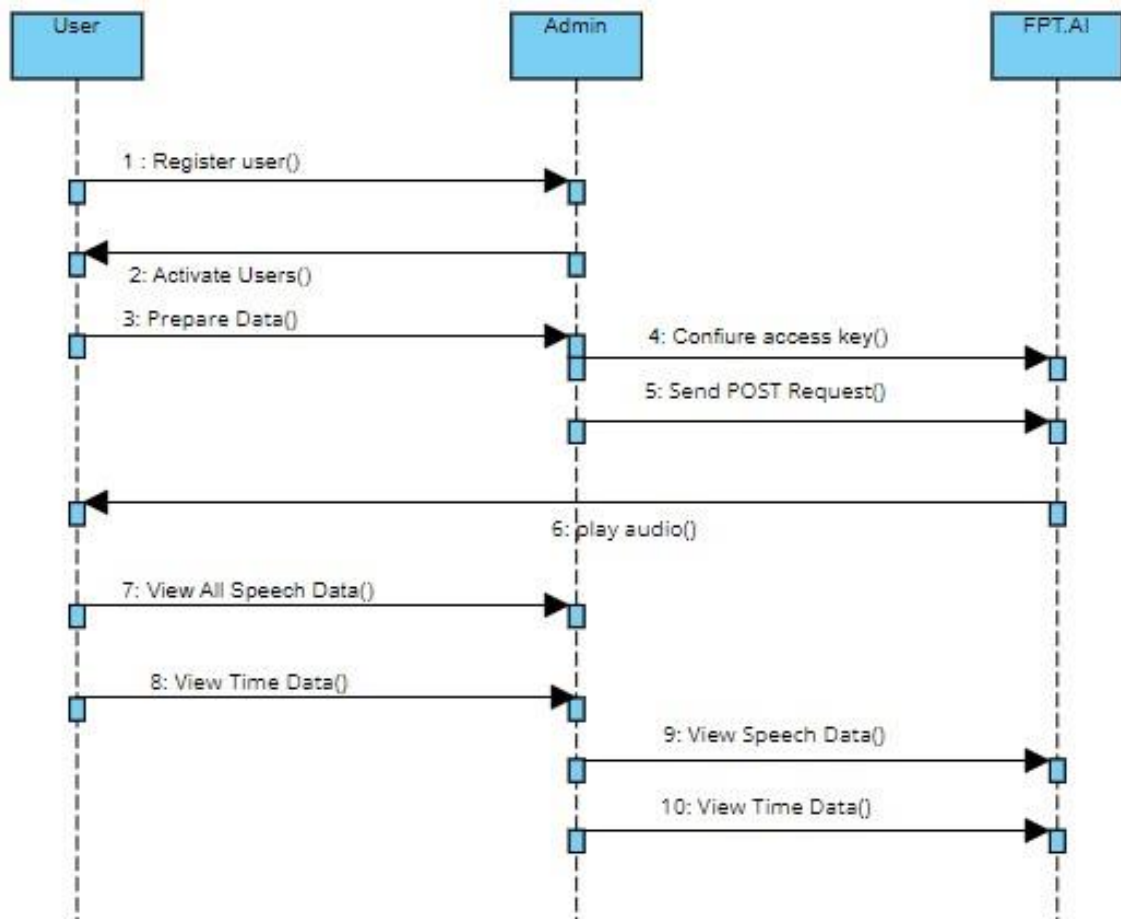 User
Admin
FPT.AI
1 : Register user()
2: Activate Users()
3: Prepare Data()
4: Confiure access key()
5: Send POST Request()
6: play audio()
7: View All Speech Data()
8: View Time Data()
9: View Speech Data()
10: View Time Data()